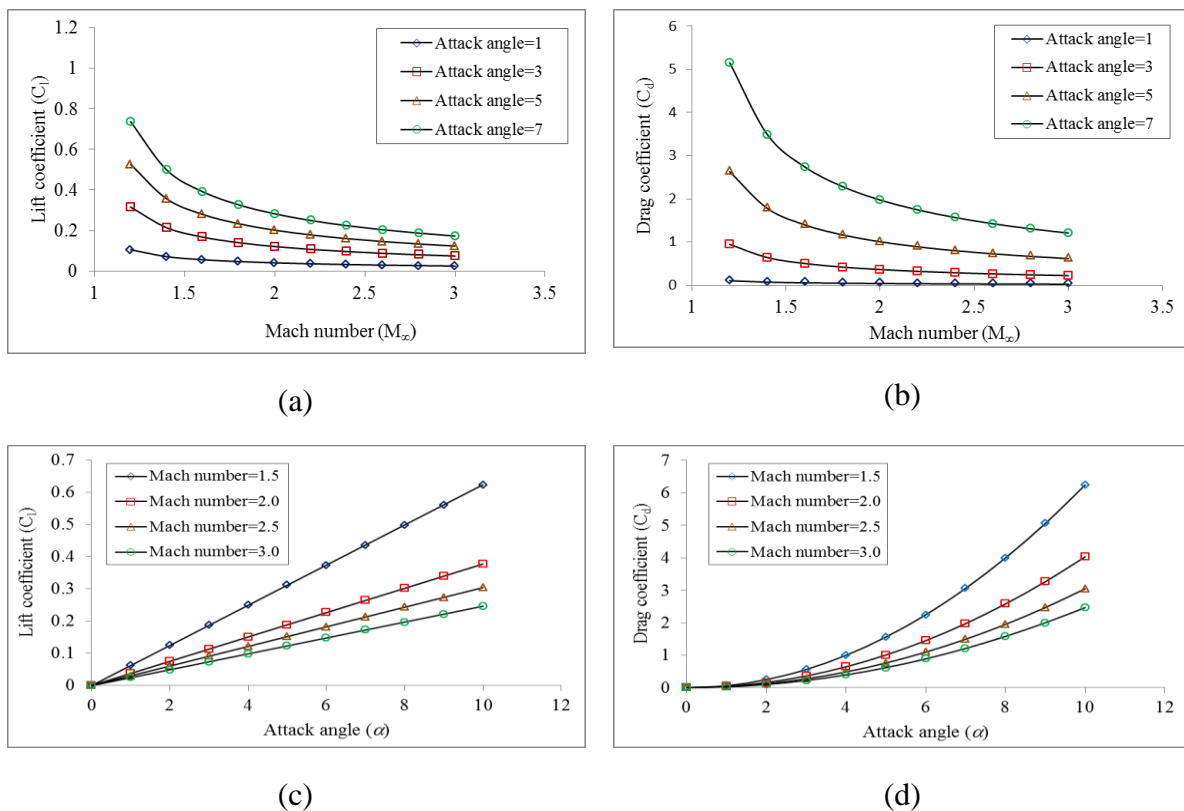 1.2
1
0.8
0.6
0.4
0.2
0
Lift coefficient (Cl)
Attack angle=1
Attack angle=3
Attack angle=5
Attack angle=7
1 1.5 2 2.5 3 3.5
Mach number (M∞)
(a)
6
5
4
3
2
1
0
Drag coefficient (Cd)
Attack angle=1
Attack angle=3
Attack angle=5
Attack angle=7
1 1.5 2 2.5 3 3.5
Mach number (M∞)
(b)
0.7
0.6
0.5
0.4
0.3
0.2
0.1
0
Lift coefficient (Cl)
Mach number=1.5
Mach number=2.0
Mach number=2.5
Mach number=3.0
0 2 4 6 8 10 12
Attack angle (α)
(c)
7
6
5
4
3
2
1
0
Drag coefficient (Cd)
Mach number=1.5
Mach number=2.0
Mach number=2.5
Mach number=3.0
0 2 4 6 8 10 12
Attack angle (α)
(d)